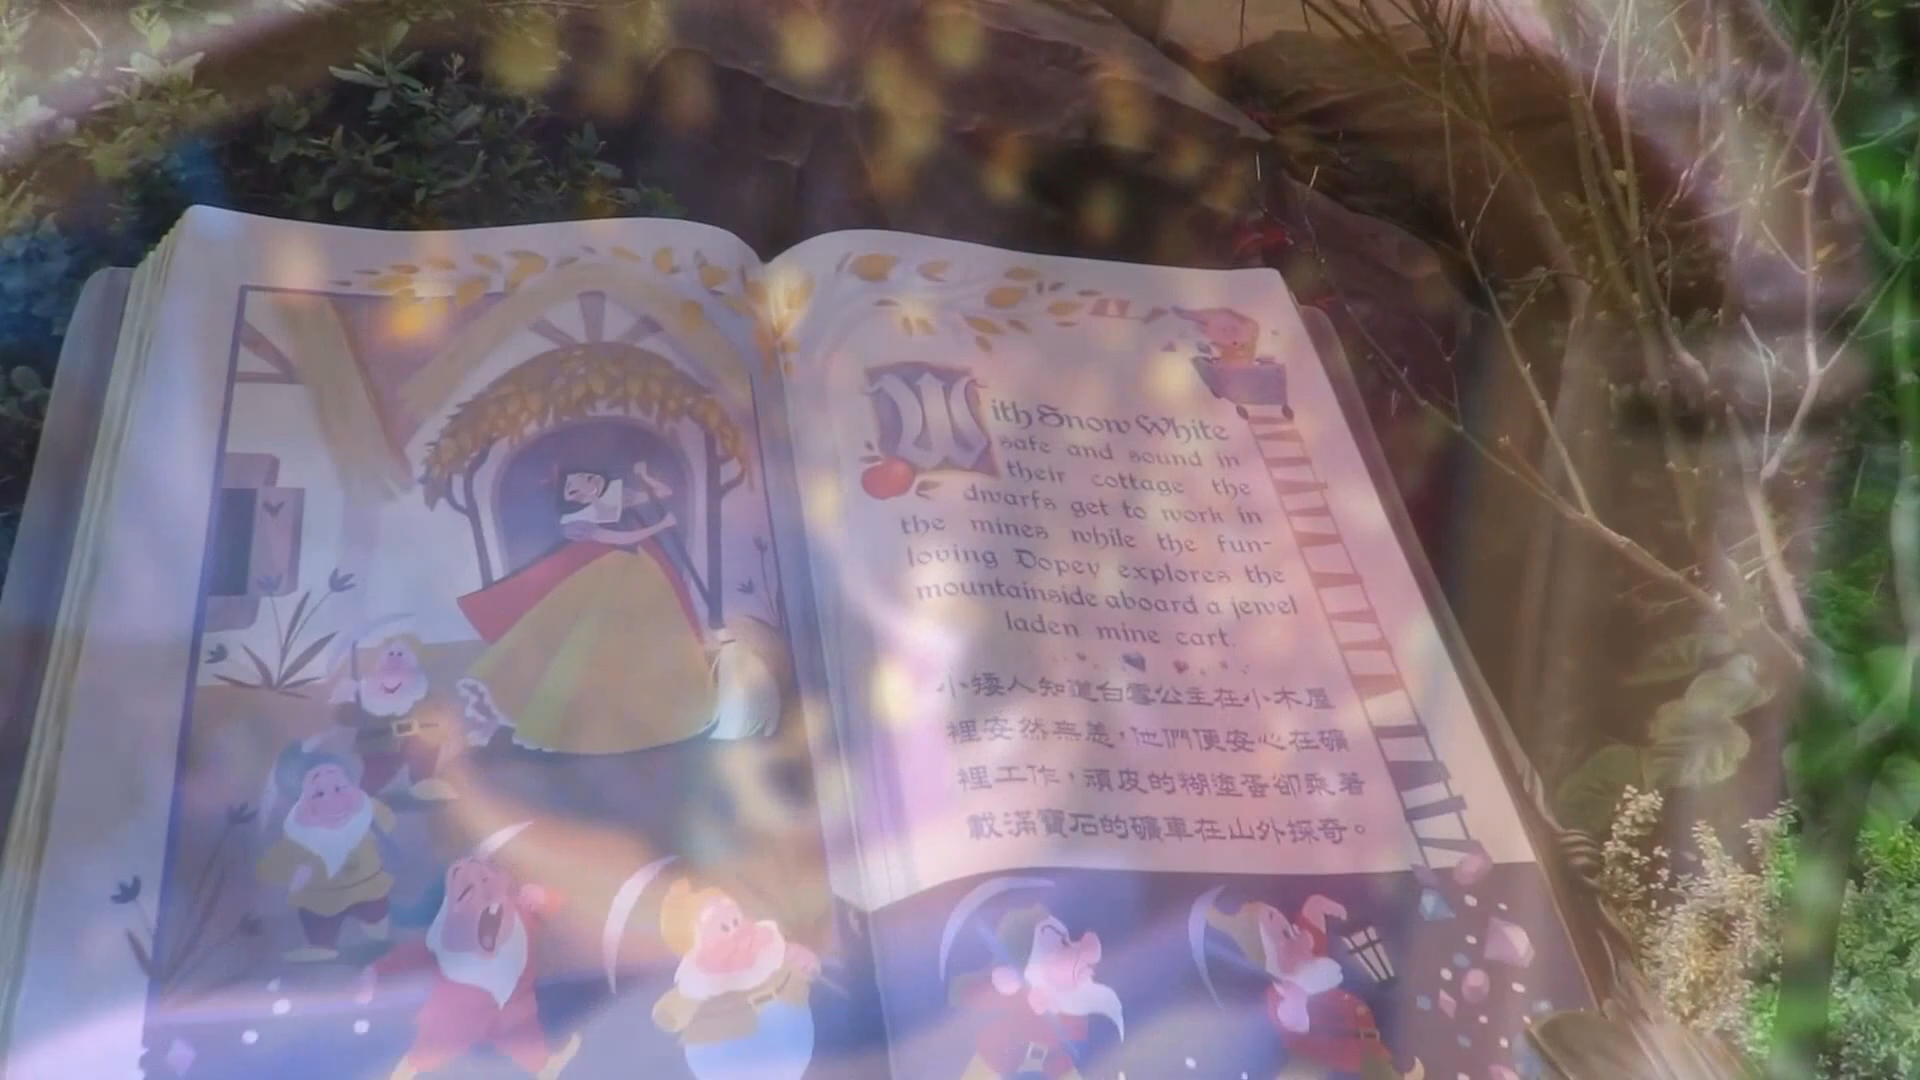 With Snow White
safe and sound in
their cottage the
dwarfs get to work in
the mines while the fun-
loving Dopey explores the
mountainside aboard a jewel
laden mine cart.
小矮人知道白雪公主在小木屋
裡安然無恙，他們便安心在礦
裡工作，頑皮的糊塗蛋卻乘著
載滿寶石的礦車在山外探奇。